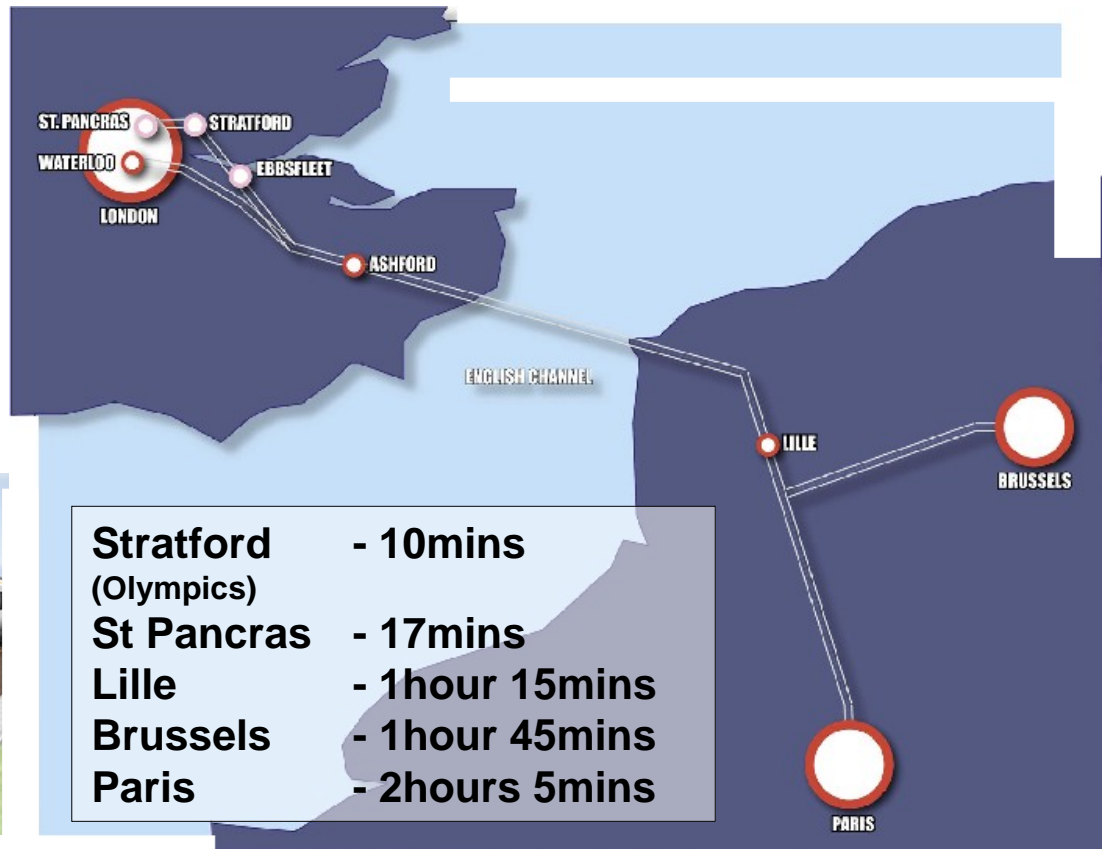 ST. PANCRAS
STRATFORD
WATERLOO
EBBSFLEET
LONDON
ASHFORD
ENGLISH CHANNEL
LILLE
BRUSSELS
Stratford - 10mins
(Olympics)
St Pancras - 17mins
Lille - 1hour 15mins
Brussels - 1hour 45mins
Paris - 2hours 5mins
PARIS